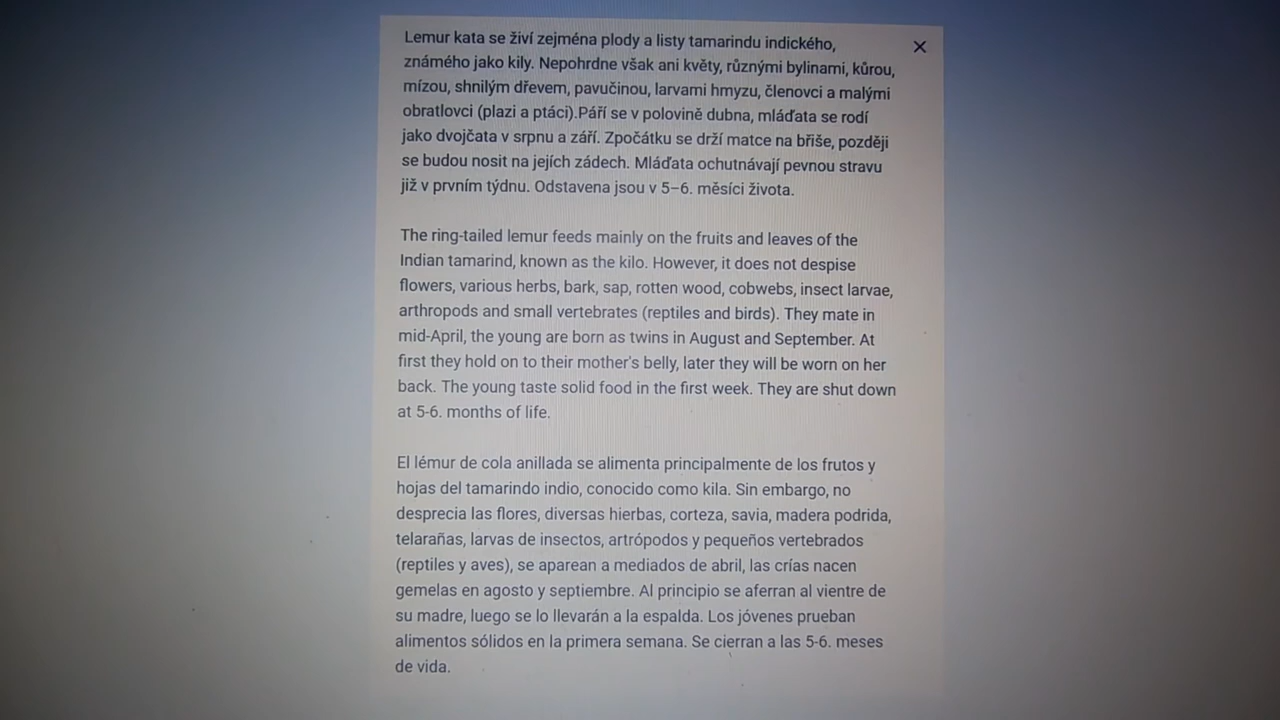 Lemur kata se živí zejména plody a listy tamarindu indického,
známého jako kily. Nepohrdne však ani květy, různými bylinami, kůrou,
mízou, shnilým dřevem, pavučinou, larvami hmyzu, členovci a malými
obratlovci (plazi a ptáci).Páří se v polovině dubna, mláďata se rodí
jako dvojčata v srpnu a září. Zpočátku se drží matce na břiše, později
se budou nosit na jejích zádech. Mláďata ochutnávají pevnou stravu
již v prvním týdnu. Odstavena jsou v 5–6. měsíci života.
The ring-tailed lemur feeds mainly on the fruits and leaves of the
Indian tamarind, known as the kilo. However, it does not despise
flowers, various herbs, bark, sap, rotten wood, cobwebs, insect larvae,
arthropods and small vertebrates (reptiles and birds). They mate in
mid-April, the young are born as twins in August and September. At
first they hold on to their mother's belly, later they will be worn on her
back. The young taste solid food in the first week. They are shut down
at 5-6. months of life.
El lémur de cola anillada se alimenta principalmente de los frutos y
hojas del tamarindo indio, conocido como kila. Sin embargo, no
desprecia las flores, diversas hierbas, corteza, savia, madera podrida,
telarañas, larvas de insectos, artrópodos y pequeños vertebrados
(reptiles y aves), se aparean a mediados de abril, las crías nacen
gemelas en agosto y septiembre. Al principio se aferran al vientre de
su madre, luego se lo llevarán a la espalda. Los jóvenes prueban
alimentos sólidos en la primera semana. Se cierran a las 5-6. meses
de vida.